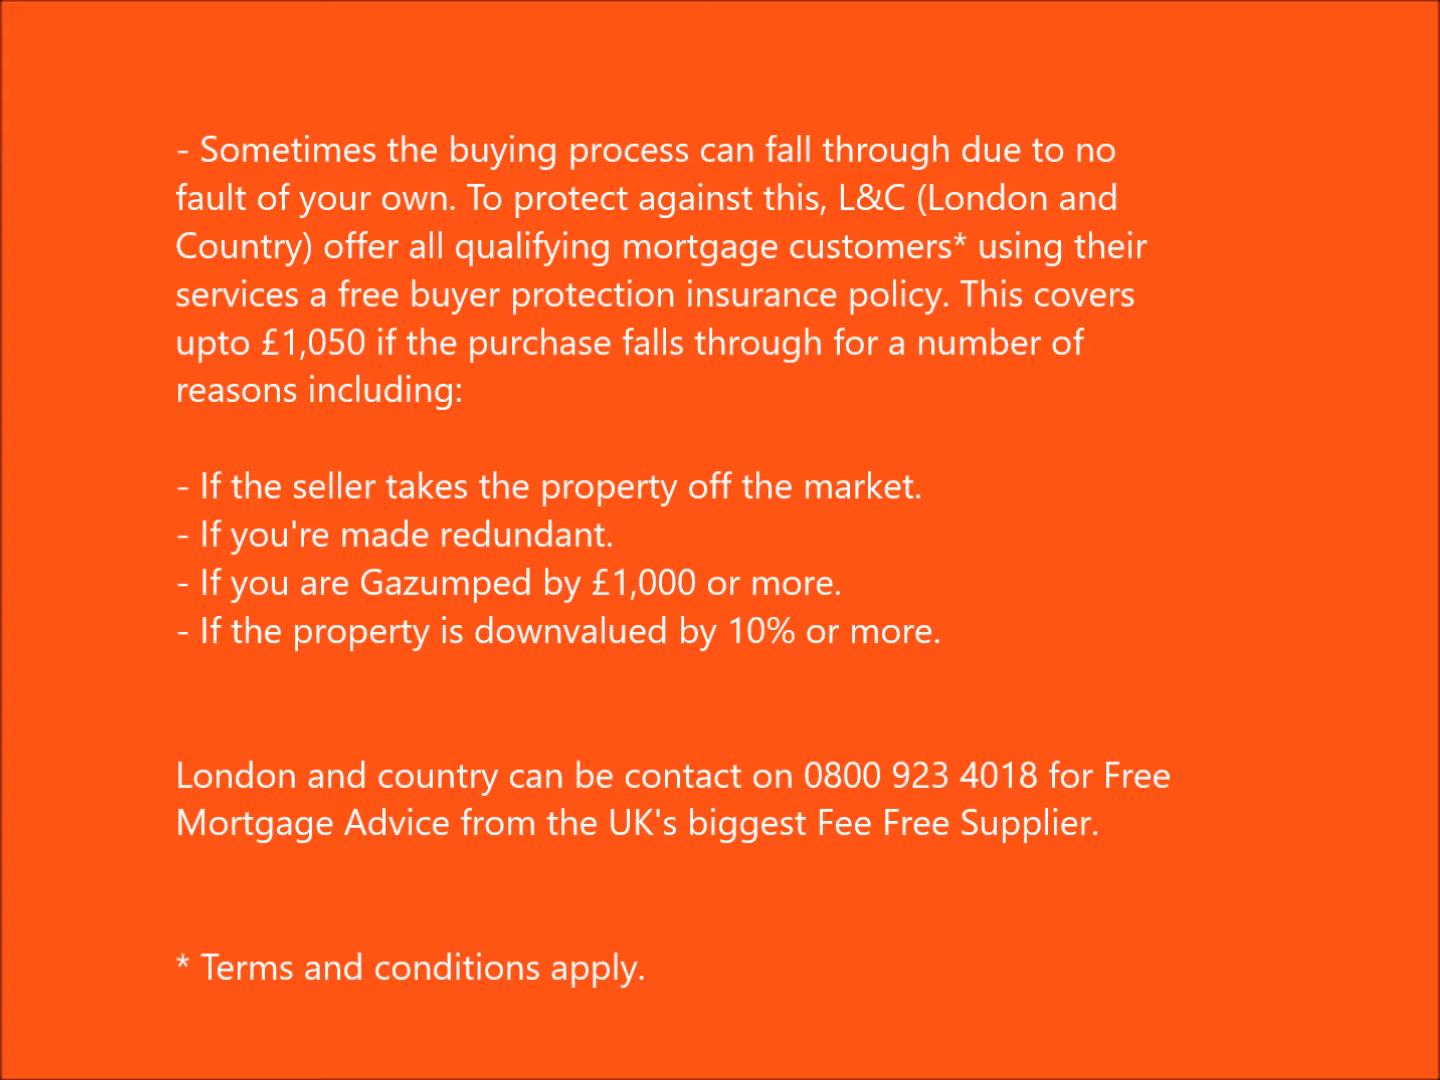 - Sometimes the buying process can fall through due to no
fault of your own. To protect against this, L&C (London and
Country) offer all qualifying mortgage customers* using their
services a free buyer protection insurance policy. This covers
upto £1,050 if the purchase falls through for a number of
reasons including:
- If the seller takes the property off the market.
- If you're made redundant.
- If you are Gazumped by £1,000 or more.
- If the property is downvalued by 10% or more.
London and country can be contact on 0800 923 4018 for Free
Mortgage Advice from the UK's biggest Fee Free Supplier.
* Terms and conditions apply.